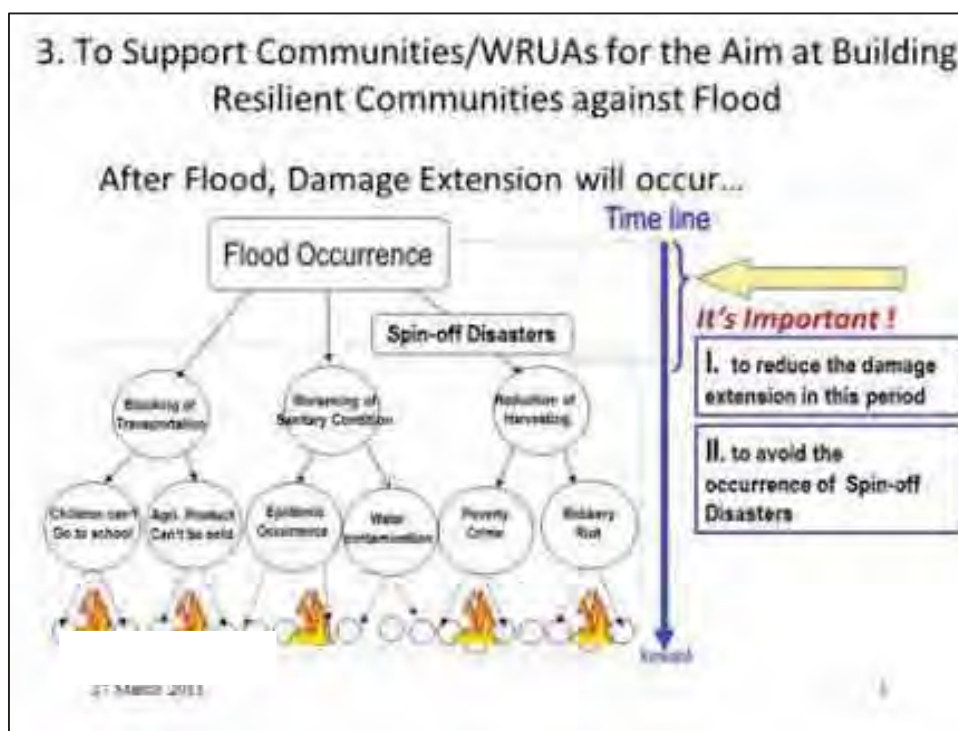 3. To Support Communities/WRUAs for the Aim at Building
Resilient Communities against Flood
After Flood, Damage Extension will occur...
Time line
Flood Occurrence
Spin-off Disasters
It's Important !
I. to reduce the damage
extension in this period
II. to avoid the
occurrence of Spin-off
Disasters
Blocking of
Transportation
Worsening of
Sanitary Condition
Reduction of
Harvesting
Children can't
Go to school
Agri. Product
Can't be sold
Epidemic
Occurrence
Water
contamination
Poverty
Crime
Robbery
Riot
27 March 2011